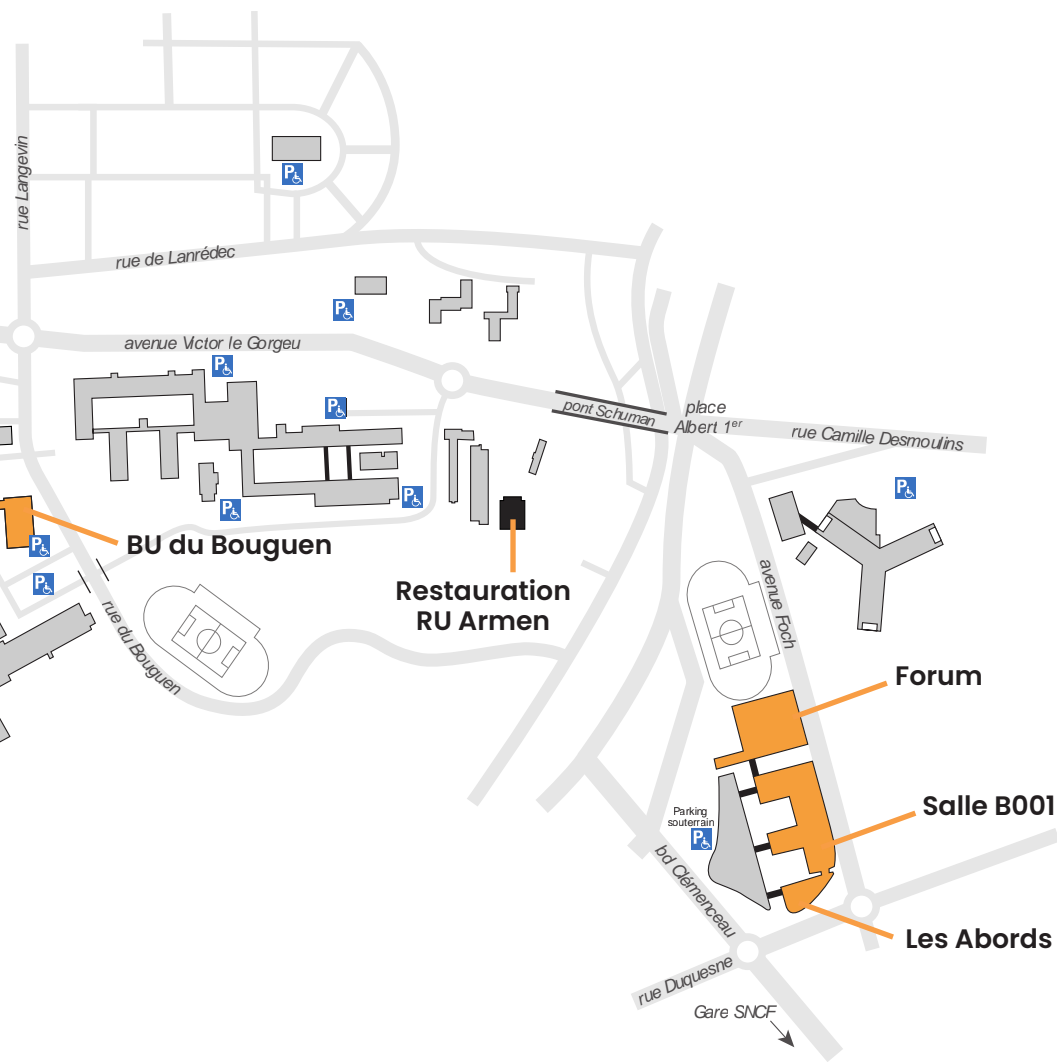 rue Langevin
P
rue de Lanrédec
P
avenue Victor le Gorgeu
P
P
pont Schuman
place
Albert 1er
rue Camille Desmoulins
P
P
P
BU du Bouguen
P
P
Restauration
RU Armen
rue du Bouguen
avenue Foch
Forum
Salle B001
Parking
souterrain
P
bd Clémenceau
Les Abords
rue Duquesne
Gare SNCF